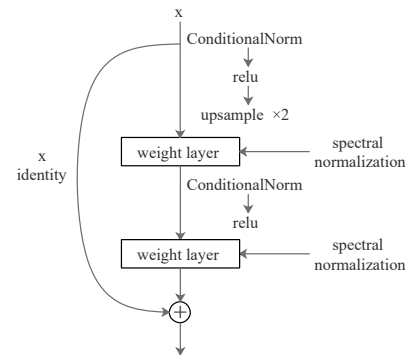 x
ConditionalNorm
relu
upsample ×2
weight layer
spectral
normalization
x
identity
ConditionalNorm
relu
weight layer
spectral
normalization
+